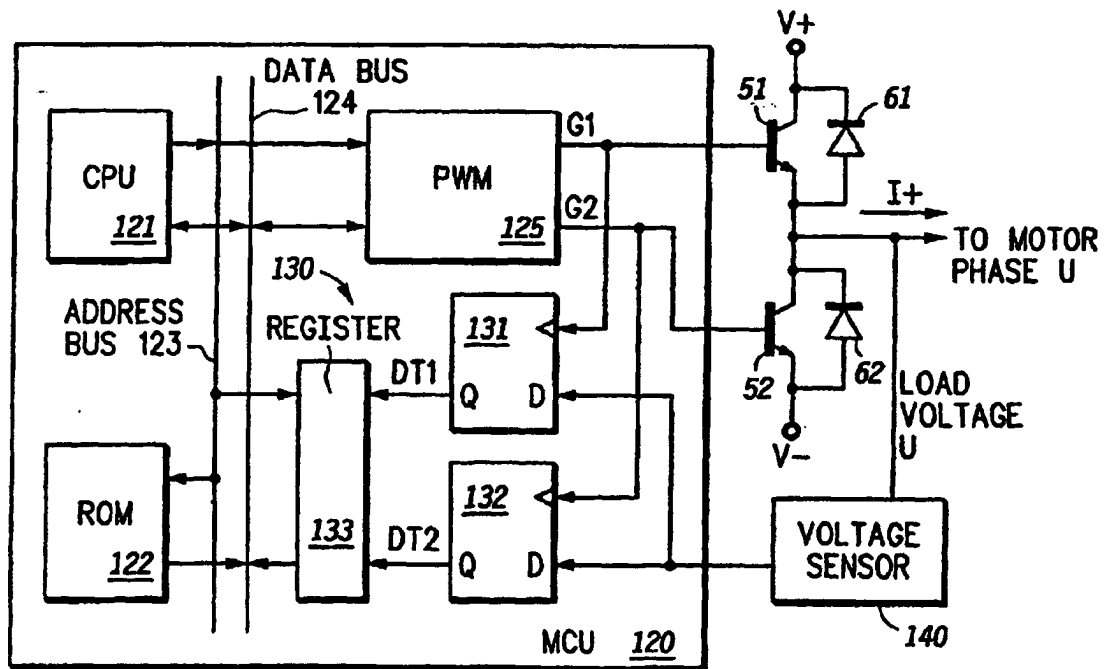 V+
DATA BUS
124
51
61
G1
CPU
121
PWM
125
G2
I+
TO MOTOR
PHASE U
130
ADDRESS
BUS 123
REGISTER
131
DT1
Q
D
52
62
LOAD
VOLTAGE
U
V-
ROM
122
133
132
DT2
Q
D
VOLTAGE
SENSOR
140
MCU 120